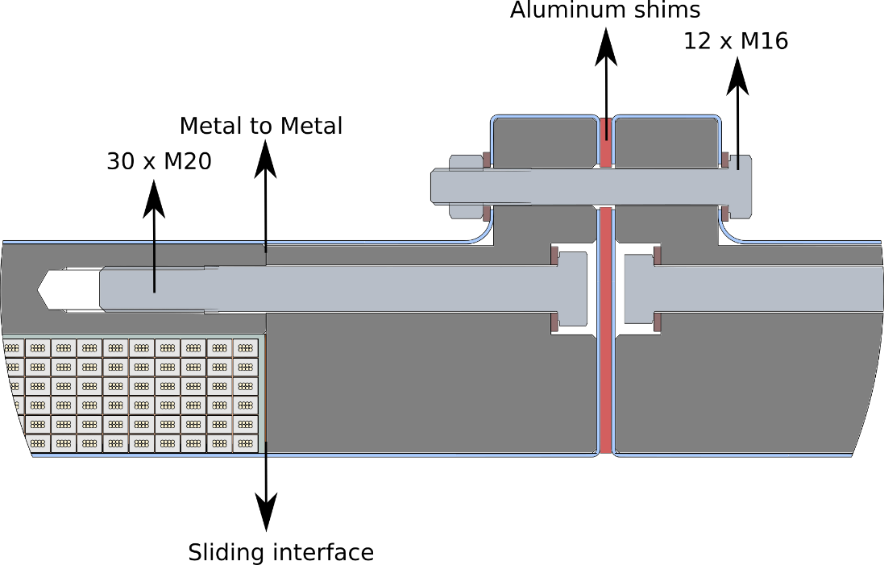 Aluminum shims
12 x M16
Metal to Metal
30 x M20
Sliding interface